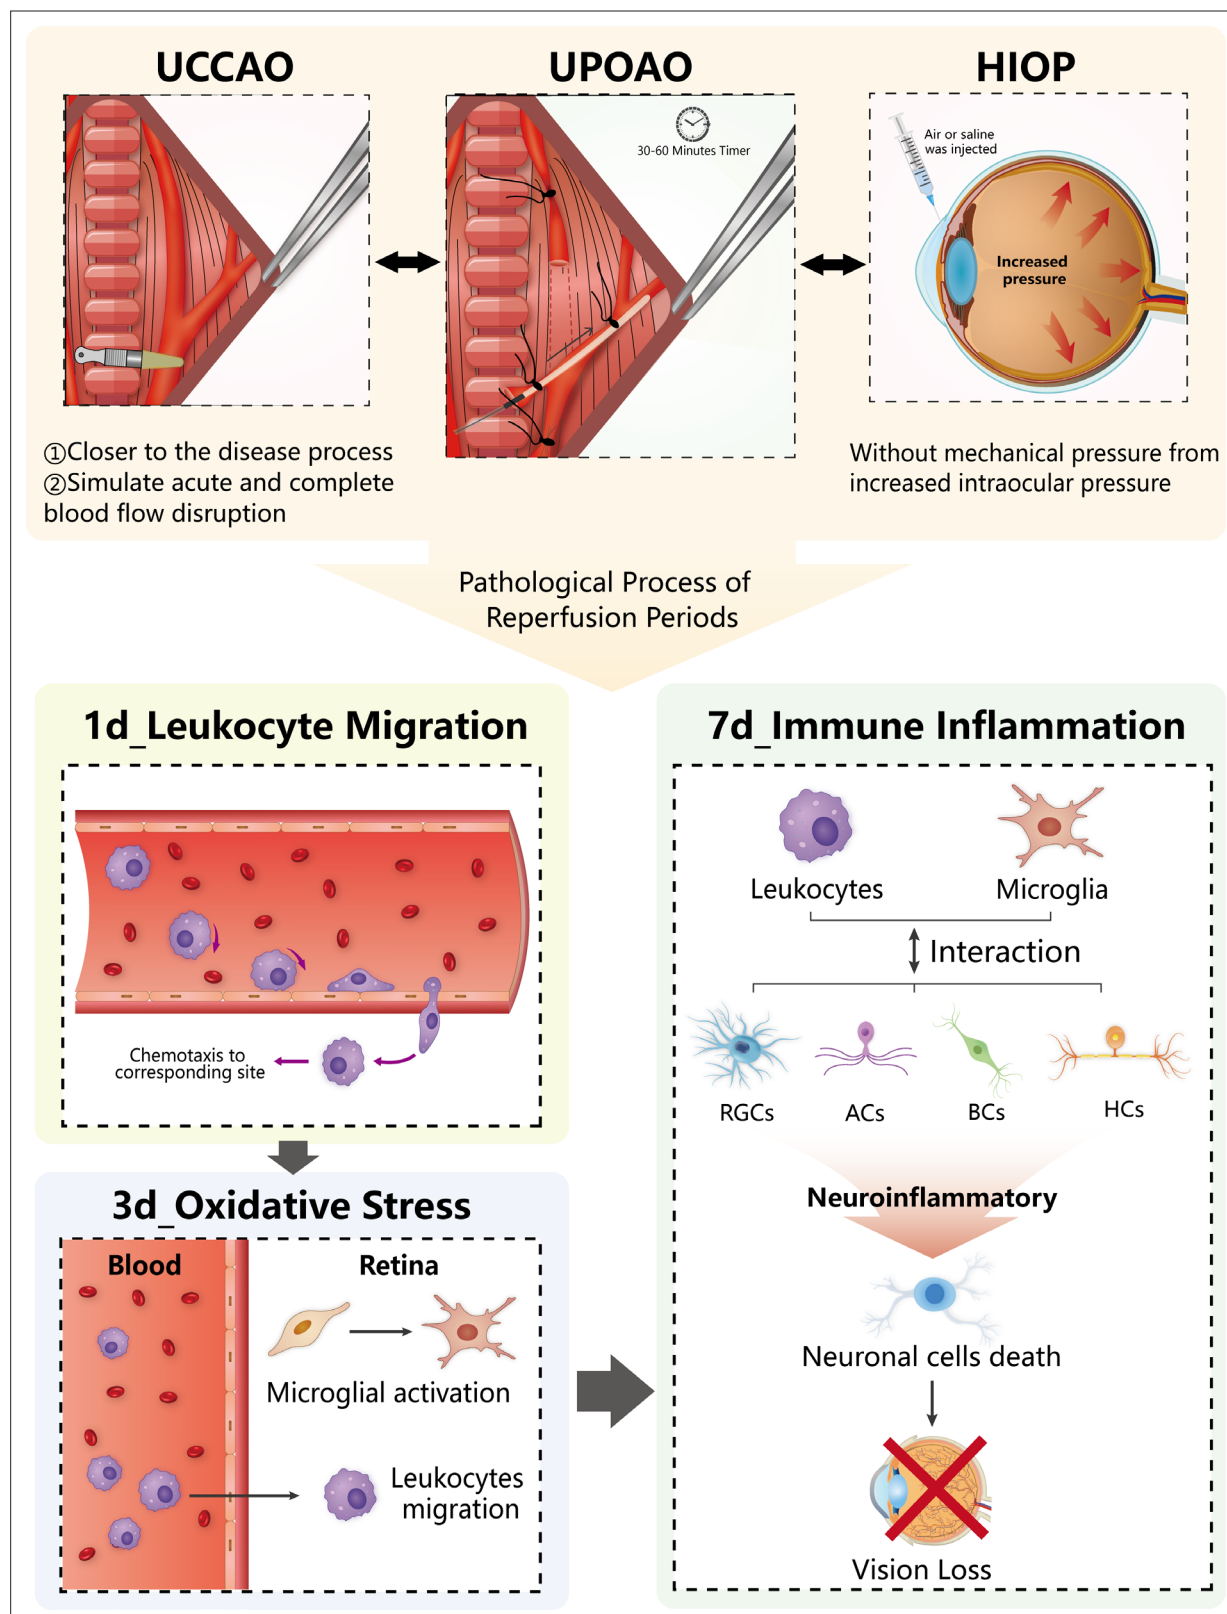 UCCAO
UPOAO
HIOP
30-60 Minutes Timer
Air or saline
was injected
Increased
pressure
①Closer to the disease process
②Simulate acute and complete
blood flow disruption
Without mechanical pressure from
increased intraocular pressure
Pathological Process of
Reperfusion Periods
1d_Leukocyte Migration
Chemotaxis to
corresponding site
3d_Oxidative Stress
Blood
Retina
Microglial activation
Leukocytes
migration
7d_Immune Inflammation
Leukocytes
Microglia
Interaction
RGCs
ACs
BCs
HCs
Neuroinflammatory
Neuronal cells death
Vision Loss